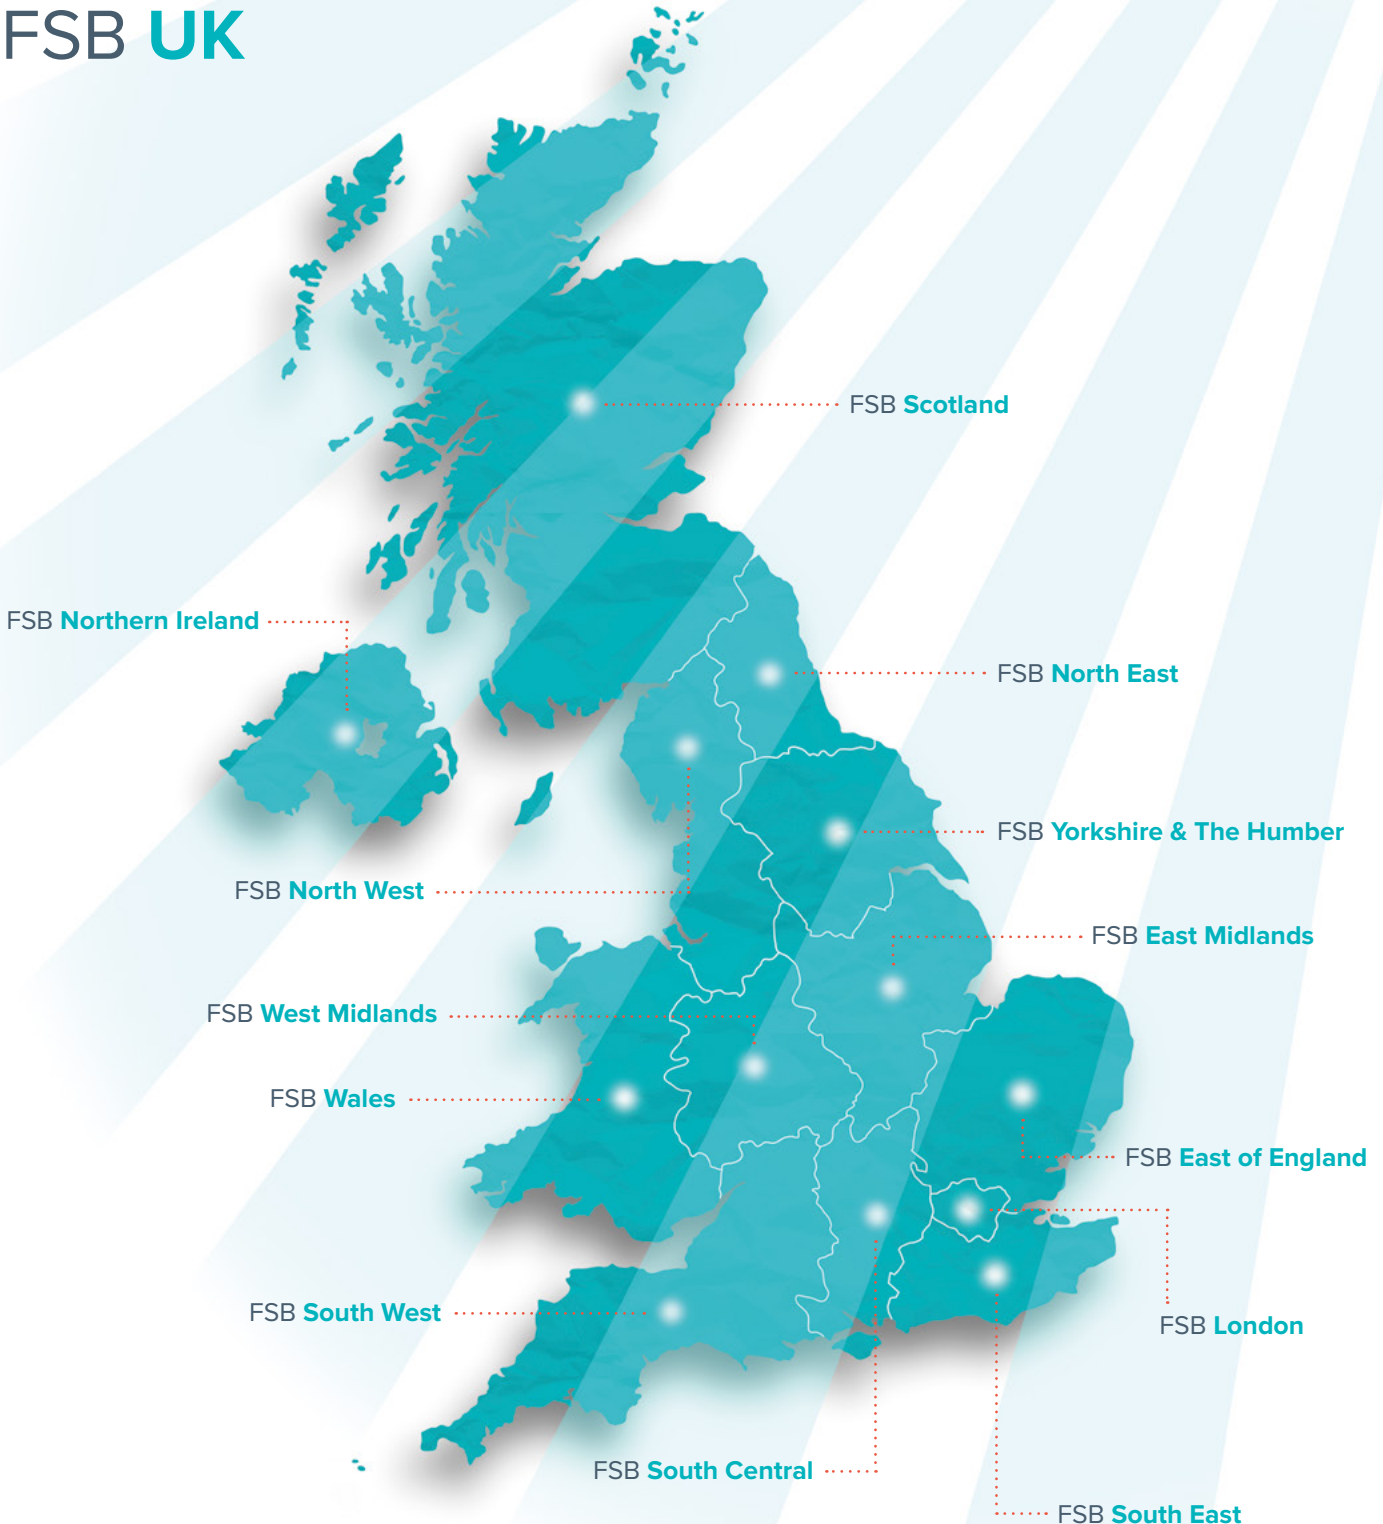 FSB UK
FSB Scotland
FSB Northern Ireland
FSB North East
FSB Yorkshire & The Humber
FSB North West
FSB East Midlands
FSB West Midlands
FSB Wales
FSB East of England
FSB South West
FSB London
FSB South Central
FSB South East